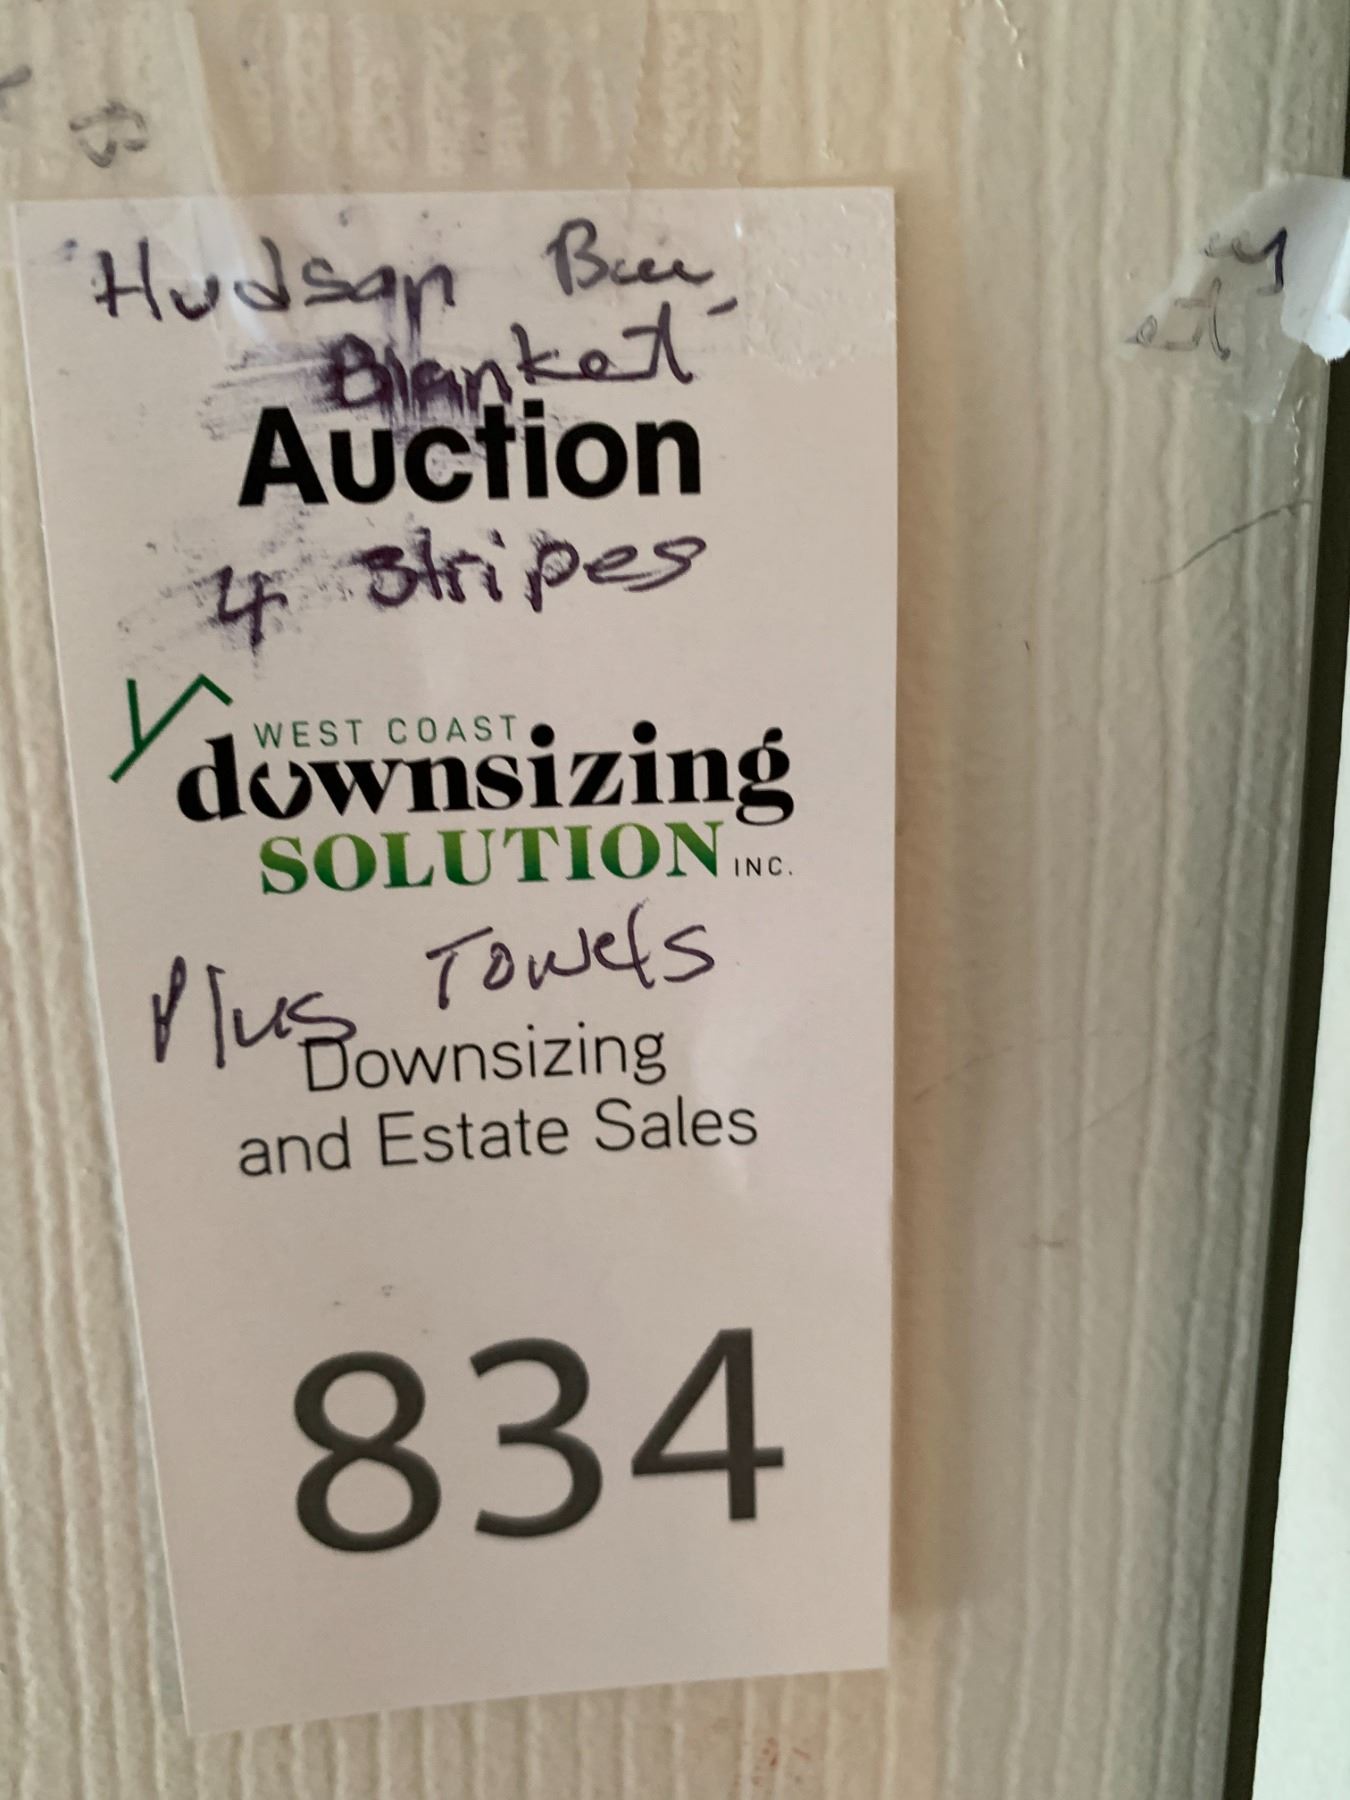 Hudson Bay
Blanket
Auction
4 stripes
WEST COAST
downsizing
SOLUTION INC.
Plus Towels
Downsizing
and Estate Sales
834